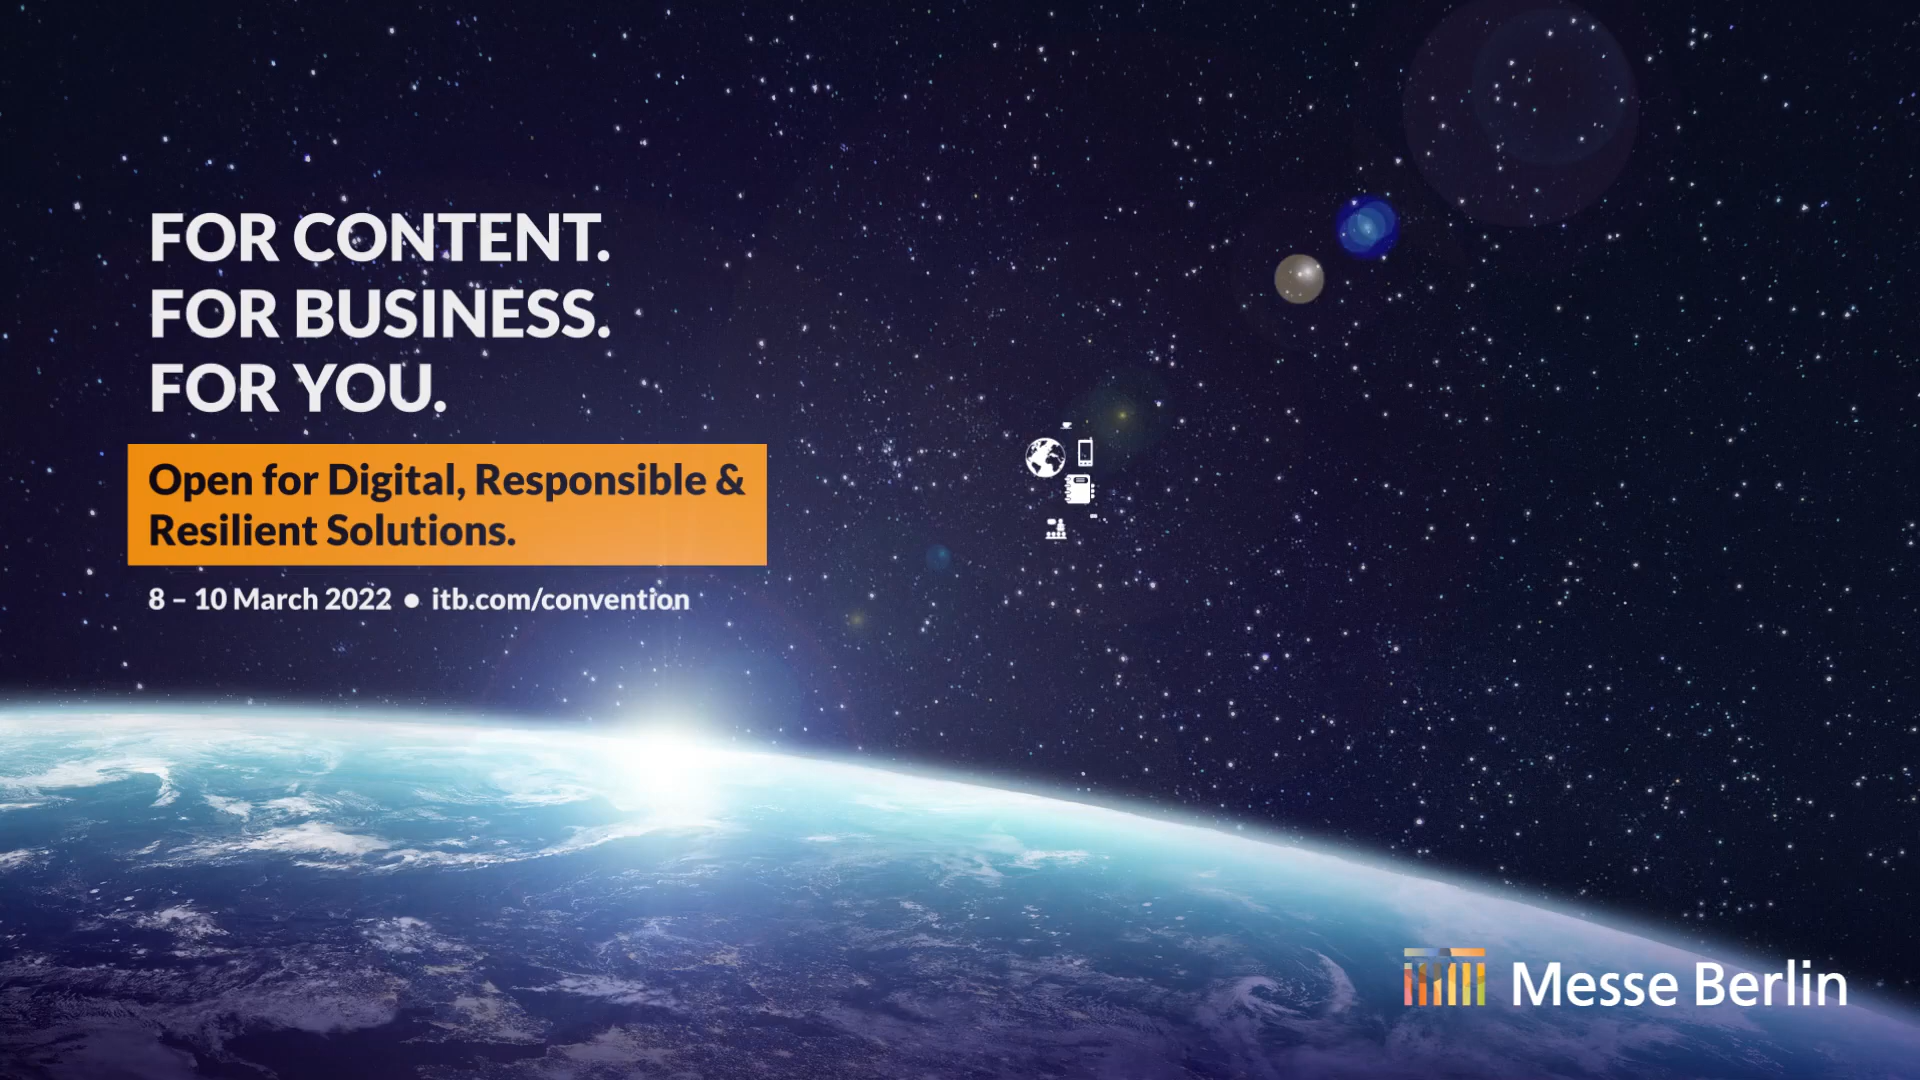 FOR CONTENT.
FOR BUSINESS.
FOR YOU.
Open for Digital, Responsible &
Resilient Solutions.
8 – 10 March 2022 ● itb.com/convention
Messe Berlin